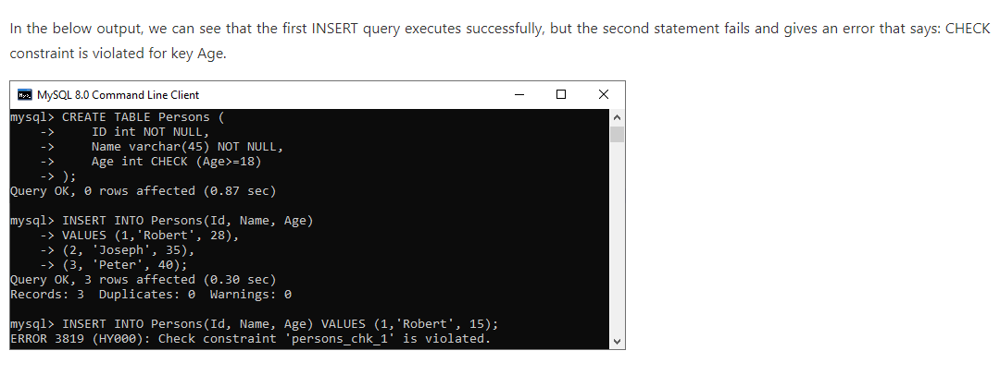 In the below output, we can see that the first INSERT query executes successfully, but the second statement fails and gives an error that says: CHECK
constraint is violated for key Age.
MySQL 8.0 Command Line Client
mysql> CREATE TABLE Persons (
    ->     ID int NOT NULL,
    ->     Name varchar(45) NOT NULL,
    ->     Age int CHECK (Age>=18)
    -> );
Query OK, 0 rows affected (0.87 sec)
mysql> INSERT INTO Persons(Id, Name, Age)
    -> VALUES (1,'Robert', 28),
    -> (2, 'Joseph', 35),
    -> (3, 'Peter', 40);
Query OK, 3 rows affected (0.30 sec)
Records: 3  Duplicates: 0  Warnings: 0
mysql> INSERT INTO Persons(Id, Name, Age) VALUES (1,'Robert', 15);
ERROR 3819 (HY000): Check constraint 'persons_chk_1' is violated.